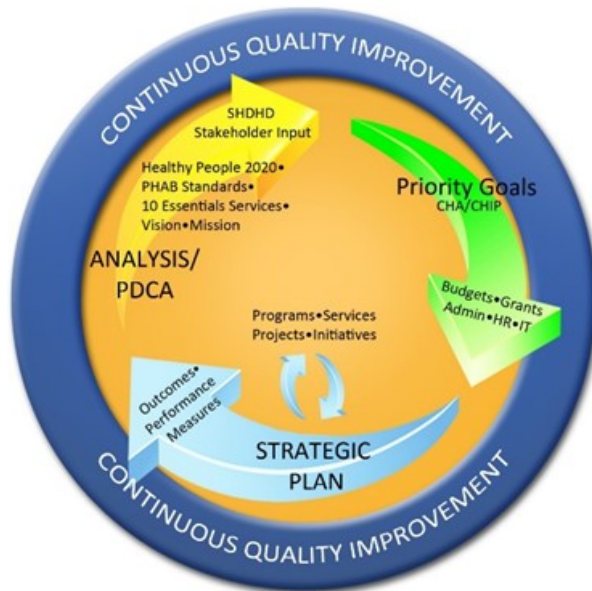 CONTINUOUS QUALITY IMPROVEMENT
SHDHD
Stakeholder Input
Healthy People 2020•
PHAB Standards•
10 Essentials Services•
Vision•Mission
ANALYSIS/
PDCA
Priority Goals
CHA/CHIP
Budgets•Grants
Admin•HR•IT
Programs•Services
Projects•Initiatives
Outcomes•
Performance
Measures
STRATEGIC
PLAN
CONTINUOUS QUALITY IMPROVEMENT